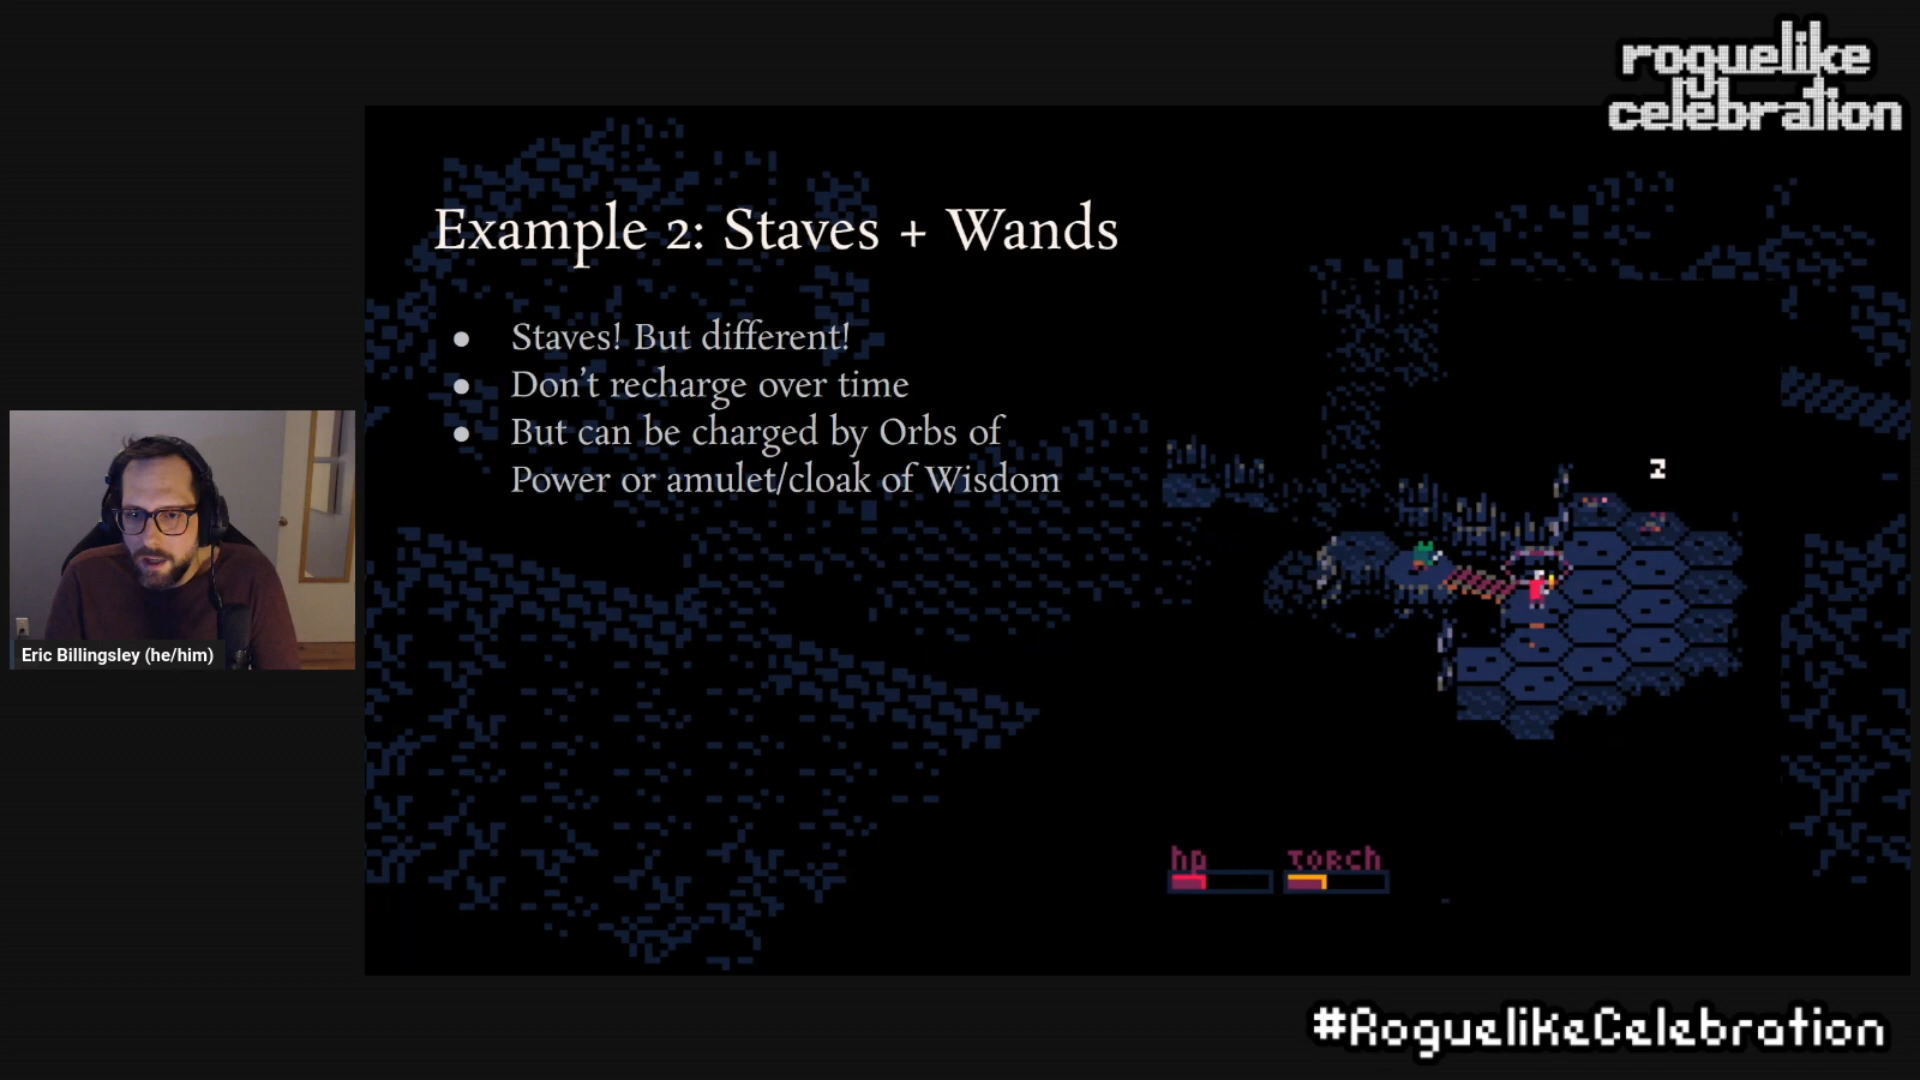 roguelike
celebration
Example 2: Staves + Wands
● Staves! But different!
● Don't recharge over time
● But can be charged by Orbs of
Power or amulet/cloak of Wisdom
2
Eric Billingsley (he/him)
hp
TORCh
#RoguelikeCelebration